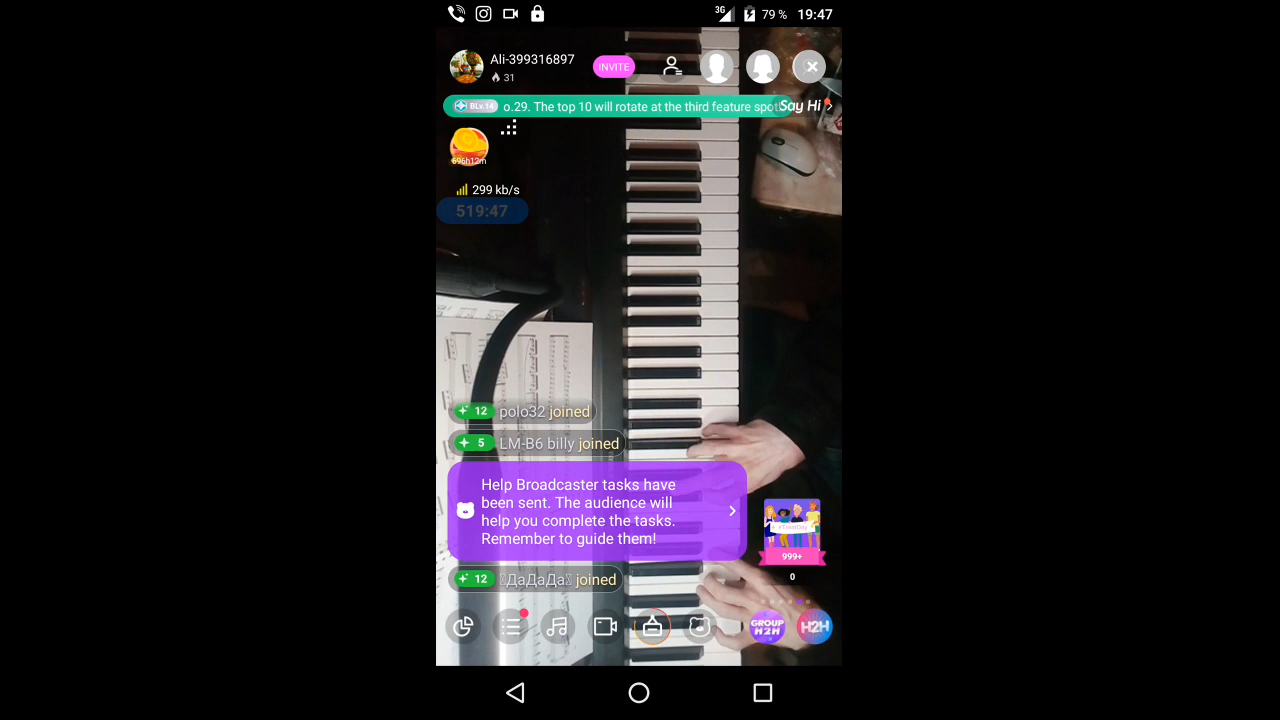 3G
79 %
19:47
Ali-399316897
31
INVITE
BLv.14
o.29. The top 10 will rotate at the third feature spot!
Say Hi
696h12m
299 kb/s
519:47
12 polo32 joined
5 LM-B6 billy joined
Help Broadcaster tasks have
been sent. The audience will
help you complete the tasks.
Remember to guide them!
999+
0
12 ДаДаДа joined
GROUP
H2H
H2H